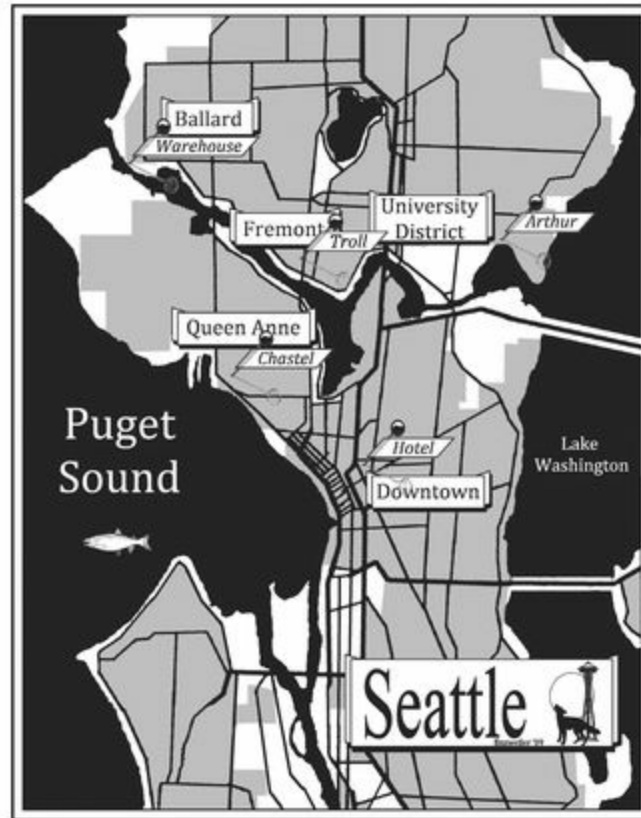 Ballard
Warehouse
Fremont
Troll
University
District
Arthur
Queen Anne
Chastel
Puget
Sound
Hotel
Downtown
Lake
Washington
Seattle